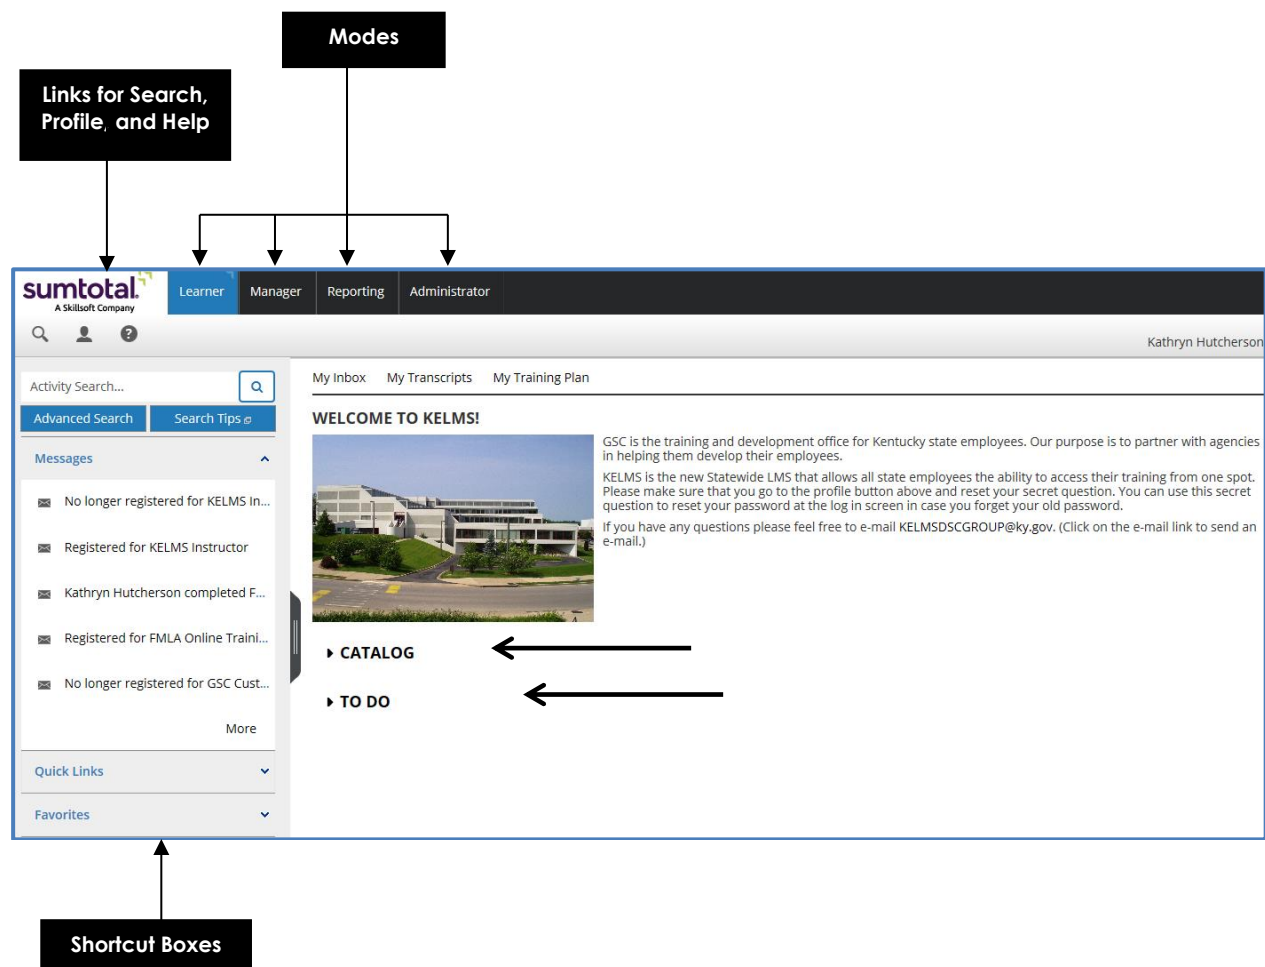 Modes
Links for Search,
Profile, and Help
sumtotal.
A Skillsoft Company
Learner
Manager
Reporting
Administrator
Kathryn Hutcherson
Activity Search...
Advanced Search
Search Tips
Messages
No longer registered for KELMS In...
Registered for KELMS Instructor
Kathryn Hutcherson completed F...
Registered for FMLA Online Traini...
No longer registered for GSC Cust...
More
Quick Links
Favorites
My Inbox
My Transcripts
My Training Plan
WELCOME TO KELMS!
GSC is the training and development office for Kentucky state employees. Our purpose is to partner with agencies
in helping them develop their employees.
KELMS is the new Statewide LMS that allows all state employees the ability to access their training from one spot.
Please make sure that you go to the profile button above and reset your secret question. You can use this secret
question to reset your password at the log in screen in case you forget your old password.
If you have any questions please feel free to e-mail KELMSDSCGROUP@ky.gov. (Click on the e-mail link to send an
e-mail.)
CATALOG
TO DO
Shortcut Boxes